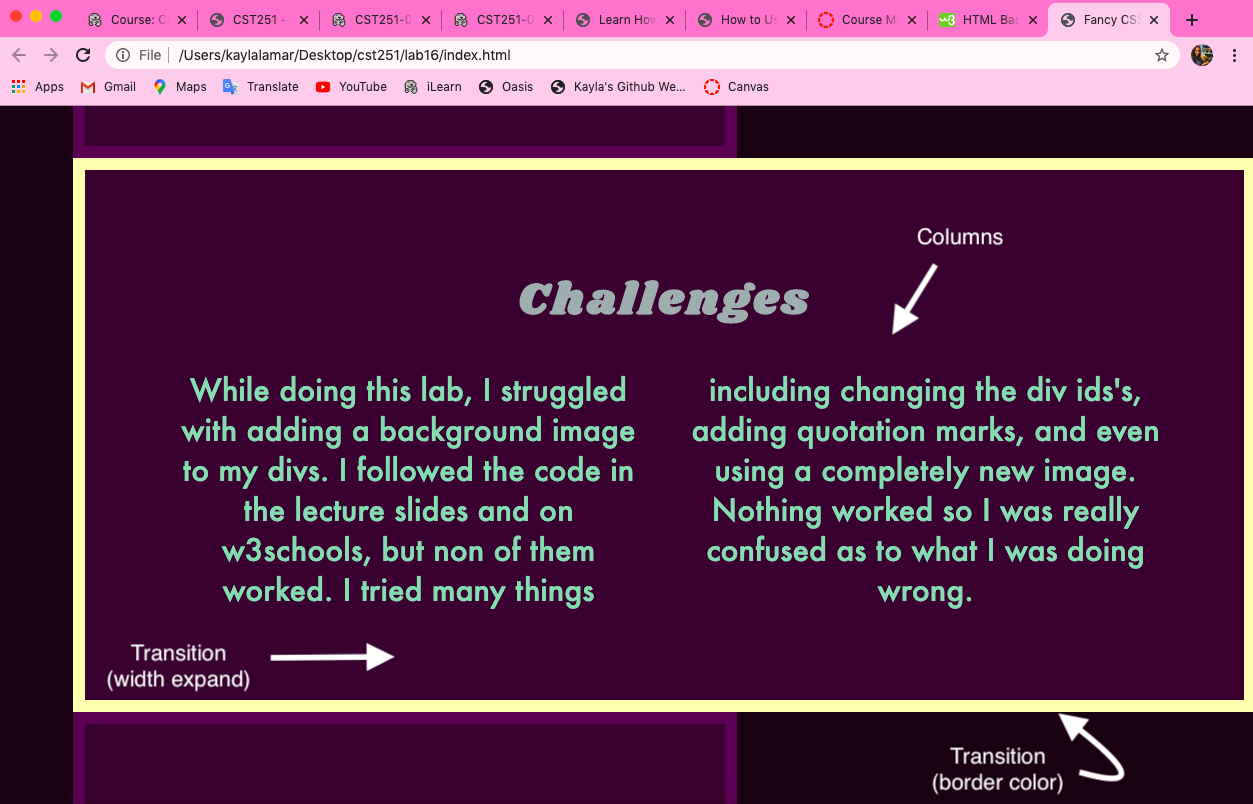 Course: C
CST251 -
CST251-0
CST251-0
Learn How
How to Us
Course Mo
HTML Bac
Fancy CSS
File /Users/kaylalamar/Desktop/cst251/lab16/index.html
Apps Gmail Maps Translate YouTube iLearn Oasis Kayla's Github We... Canvas
Columns
Challenges
While doing this lab, I struggled
with adding a background image
to my divs. I followed the code in
the lecture slides and on
w3schools, but non of them
worked. I tried many things
including changing the div ids's,
adding quotation marks, and even
using a completely new image.
Nothing worked so I was really
confused as to what I was doing
wrong.
Transition
(width expand)
Transition
(border color)